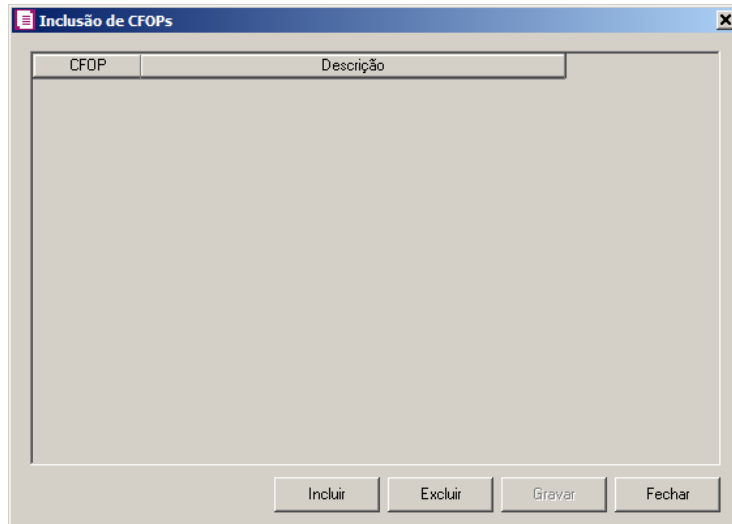 Inclusão de CFOPs
CFOP Descrição
Incluir Excluir Gravar Fechar